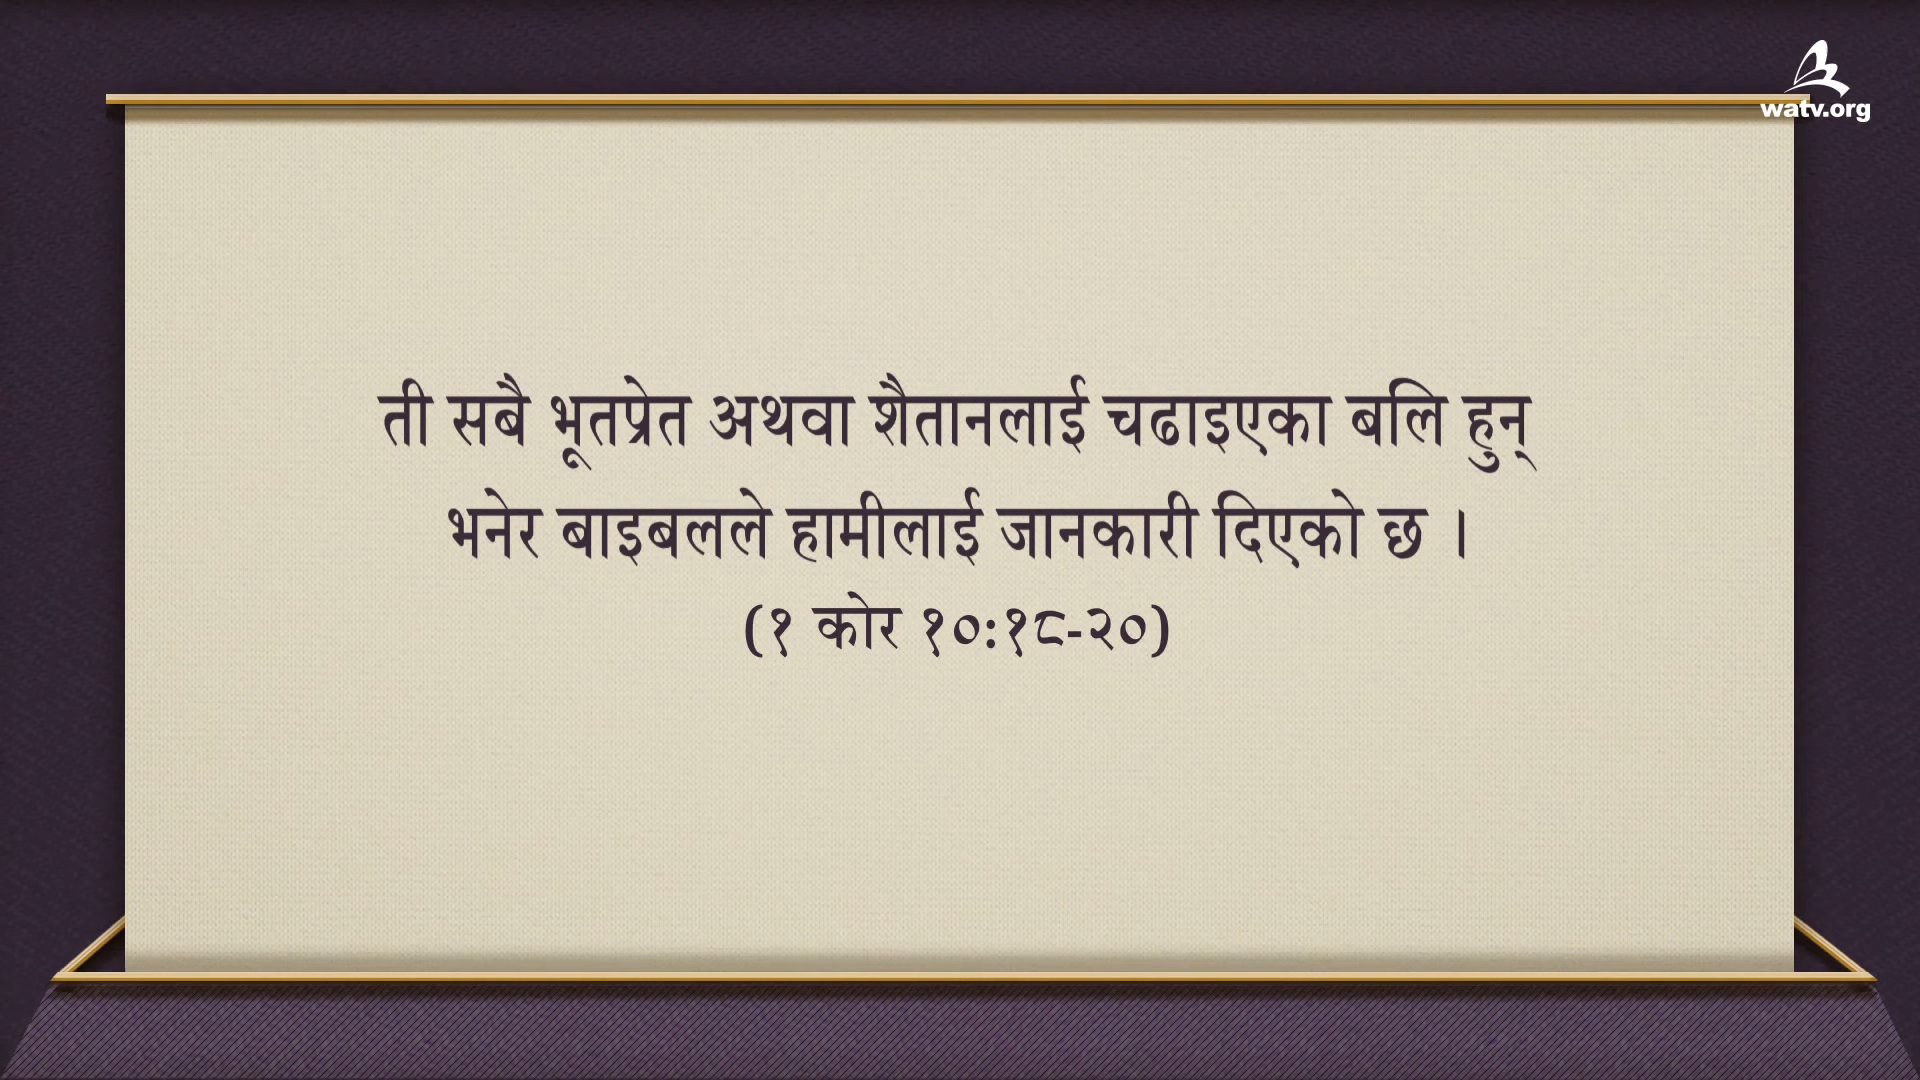 watv.org
ती सबै भूतप्रेत अथवा शैतानलाई चढाइएका बलि हुन्
भनेर बाइबलले हामीलाई जानकारी दिएको छ ।
(१ कोर १०:१८-२०)